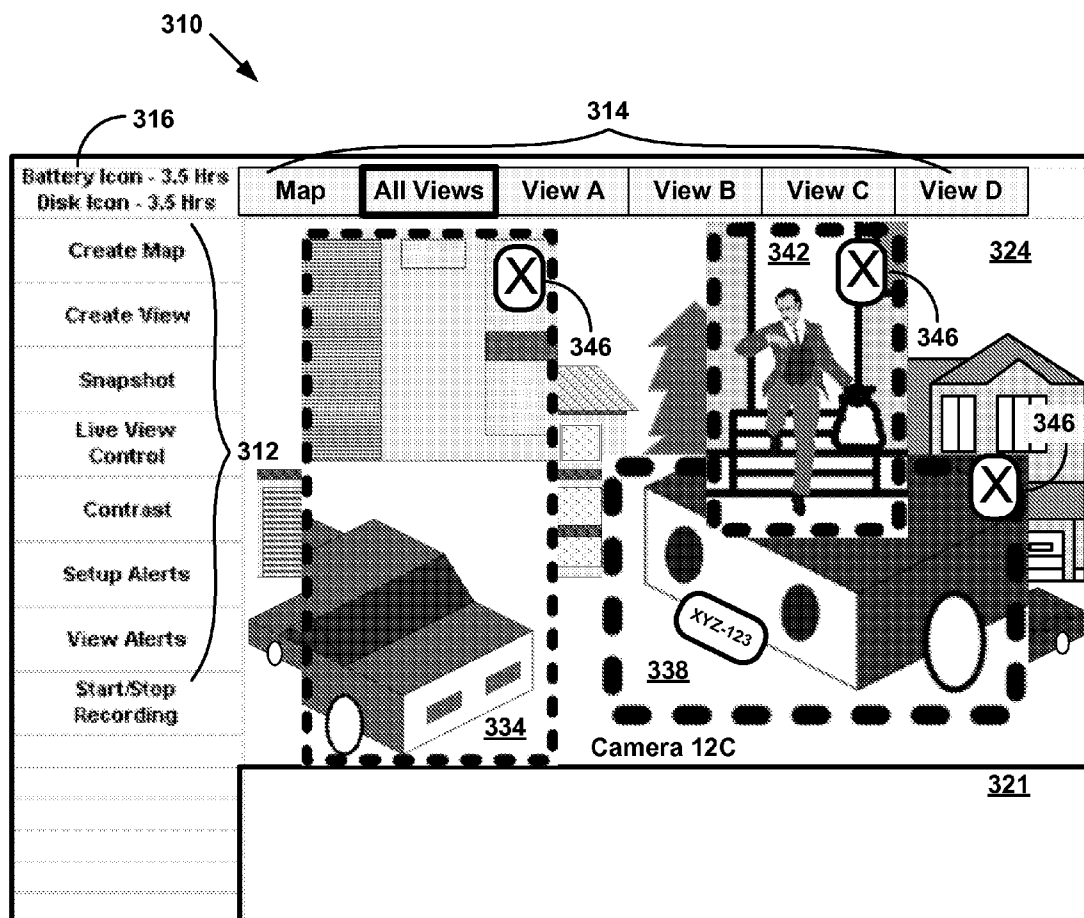 310
316
314
Battery Icon - 3.5 Hrs
Disk Icon - 3.5 Hrs
Map
All Views
View A
View B
View C
View D
Create Map
Create View
Snapshot
Live View
Control
Contrast
Setup Alerts
View Alerts
Start/Stop
Recording
312
342
324
X
X
346
346
346
X
XYZ-123
338
334
Camera 12C
321